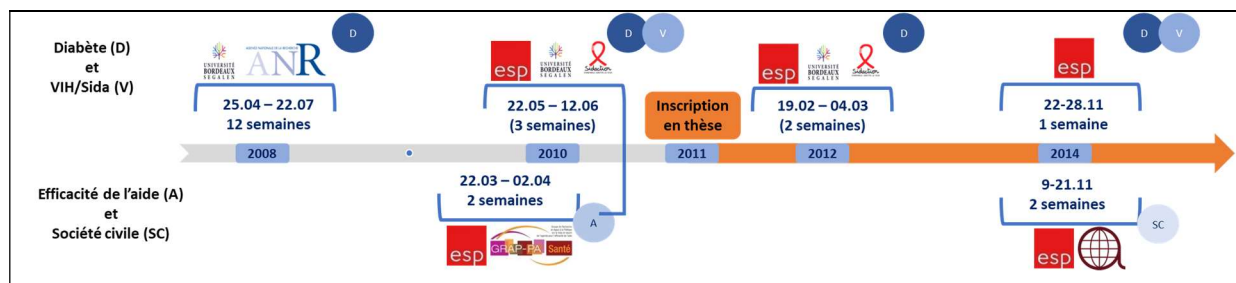 Diabète (D)
et
VIH/Sida (V)
UNIVERSITÉ
BORDEAUX
SEGALEN
ANR
D
25.04 – 22.07
12 semaines
esp
UNIVERSITÉ
BORDEAUX
SEGALEN
Sidaction
D
V
22.05 – 12.06
(3 semaines)
Inscription
en thèse
esp
UNIVERSITÉ
BORDEAUX
SEGALEN
Sidaction
D
19.02 – 04.03
(2 semaines)
esp
D
V
22-28.11
1 semaine
2008
2010
2011
2012
2014
Efficacité de l’aide (A)
et
Société civile (SC)
22.03 – 02.04
2 semaines
A
esp
GRAP-PA Santé
9-21.11
2 semaines
SC
esp